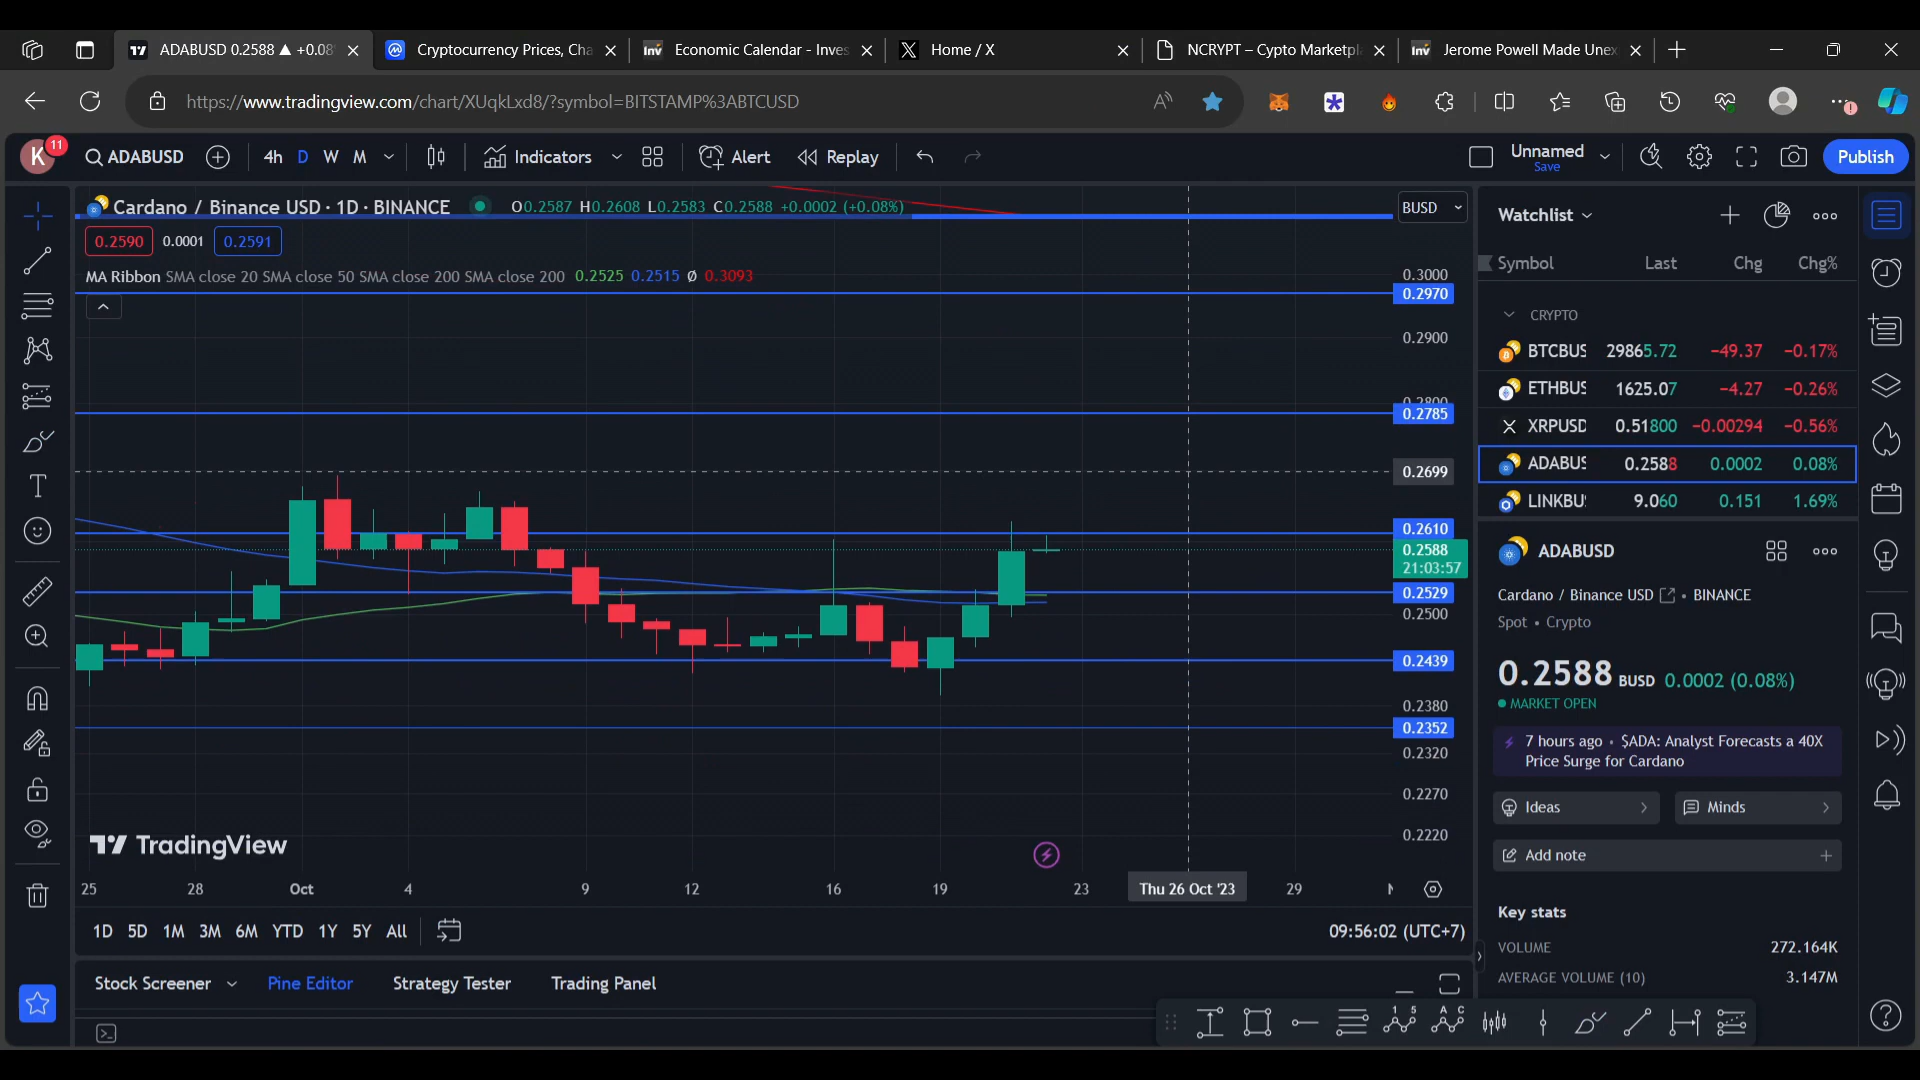 ADABUSD 0.2588 ▲ +0.08
Cryptocurrency Prices, Cha
Economic Calendar - Inves
Home / X
NCRYPT – Cypto Marketpl
Jerome Powell Made Unex
https://www.tradingview.com/chart/XUqkLxd8/?symbol=BITSTAMP%3ABTCUSD
K 11
ADABUSD
4h D W M
Indicators
Alert
Replay
Unnamed
Save
Publish
Cardano / Binance USD · 1D · BINANCE
O0.2587 H0.2608 L0.2583 C0.2588 +0.0002 (+0.08%)
BUSD
0.2590 0.0001 0.2591
MA Ribbon SMA close 20 SMA close 50 SMA close 200 SMA close 200 0.2525 0.2515 Ø 0.3093
0.3000
0.2970
0.2900
0.2800
0.2785
0.2699
0.2610
0.2588
21:03:57
0.2529
0.2500
0.2439
0.2380
0.2352
0.2320
0.2270
0.2220
TradingView
25 28 Oct 4 9 12 16 19 23 Thu 26 Oct '23 29
1D 5D 1M 3M 6M YTD 1Y 5Y All
09:56:02 (UTC+7)
Stock Screener
Pine Editor
Strategy Tester
Trading Panel
Watchlist
Symbol Last Chg Chg%
CRYPTO
BTCBUS 29865.72 −49.37 −0.17%
ETHBUS 1625.07 −4.27 −0.26%
XRPUSD 0.51800 −0.00294 −0.56%
ADABUS 0.2588 0.0002 0.08%
LINKBU 9.060 0.151 1.69%
ADABUSD
Cardano / Binance USD • BINANCE
Spot • Crypto
0.2588 BUSD 0.0002 (0.08%)
MARKET OPEN
7 hours ago • $ADA: Analyst Forecasts a 40X
Price Surge for Cardano
Ideas
Minds
Add note
Key stats
VOLUME 272.164K
AVERAGE VOLUME (10) 3.147M